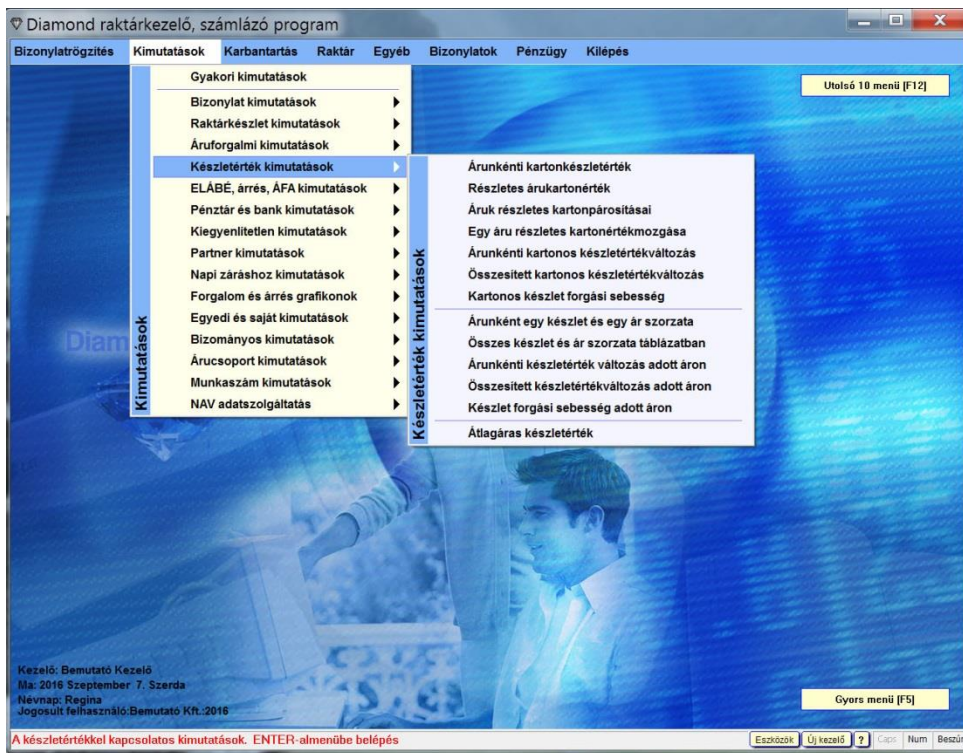 Diamond raktárkezelő, számlázó program
Bizonylatrögzítés Kimutatások Karbantartás Raktár Egyéb Bizonylatok Pénzügy Kilépés
Utolsó 10 menü [F12]
Kimutatások
Gyakori kimutatások
Bizonylat kimutatások
Raktárkészlet kimutatások
Áruforgalmi kimutatások
Készletérték kimutatások
ELÁBÉ, árrés, ÁFA kimutatások
Pénztár és bank kimutatások
Kiegyenlítetlen kimutatások
Partner kimutatások
Napi záráshoz kimutatások
Forgalom és árrés grafikonok
Egyedi és saját kimutatások
Bizományos kimutatások
Árucsoport kimutatások
Munkaszám kimutatások
NAV adatszolgáltatás
Készletérték kimutatások
Árunkénti kartonkészletérték
Részletes árukartonérték
Áruk részletes kartonpárosításai
Egy áru részletes kartonértékmozgása
Árunkénti kartonos készletértékváltozás
Összesített kartonos készletértékváltozás
Kartonos készlet forgási sebesség
Árunként egy készlet és egy ár szorzata
Összes készlet és ár szorzata táblázatban
Árunkénti készletérték változás adott áron
Összesített készletértékváltozás adott áron
Készlet forgási sebesség adott áron
Átlagáras készletérték
Diam
Kezelő: Bemutató Kezelő
Ma: 2016 Szeptember 7. Szerda
Névnap: Regina
Jogosult felhasználó:Bemutató Kft.:2016
Gyors menü [F5]
A készletértékkel kapcsolatos kimutatások. ENTER-almenübe belépés
Eszközök Új kezelő ? Caps Num Beszúr